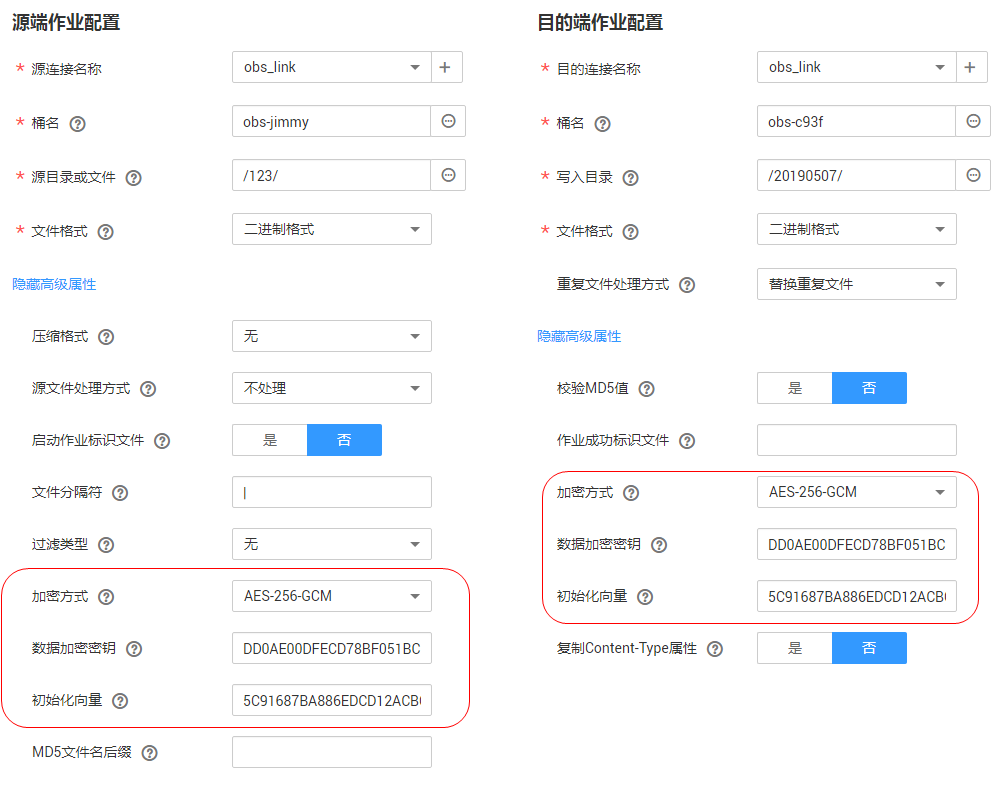 源端作业配置
* 源连接名称 obs_link +
* 桶名 ? obs-jimmy
* 源目录或文件 ? /123/
* 文件格式 ? 二进制格式
隐藏高级属性
压缩格式 ? 无
源文件处理方式 ? 不处理
启动作业标识文件 ? 是 否
文件分隔符 ? |
过滤类型 ? 无
加密方式 ? AES-256-GCM
数据加密密钥 ? DD0AE00DFECD78BF051BC
初始化向量 ? 5C91687BA886EDCD12ACB
MD5文件名后缀 ?
目的端作业配置
* 目的连接名称 obs_link +
* 桶名 ? obs-c93f
* 写入目录 ? /20190507/
* 文件格式 ? 二进制格式
重复文件处理方式 ? 替换重复文件
隐藏高级属性
校验MD5值 ? 是 否
作业成功标识文件 ?
加密方式 ? AES-256-GCM
数据加密密钥 ? DD0AE00DFECD78BF051BC
初始化向量 ? 5C91687BA886EDCD12ACB
复制Content-Type属性 ? 是 否